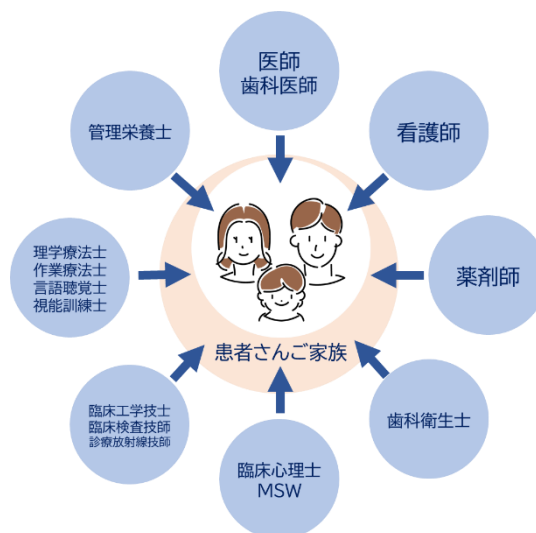 医師
歯科医師
看護師
薬剤師
歯科衛生士
臨床心理士
MSW
臨床工学技士
臨床検査技師
診療放射線技師
理学療法士
作業療法士
言語聴覚士
視能訓練士
管理栄養士
患者さんご家族